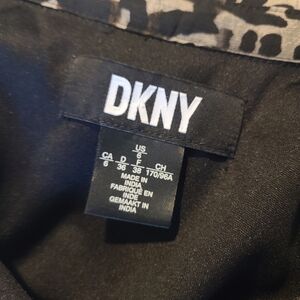 DKNY
US
6
CA D F CH
6 36 38 170/96A
MADE IN
INDIA
FABRIQUÉ EN
INDE
GEMAAKT IN
INDIA